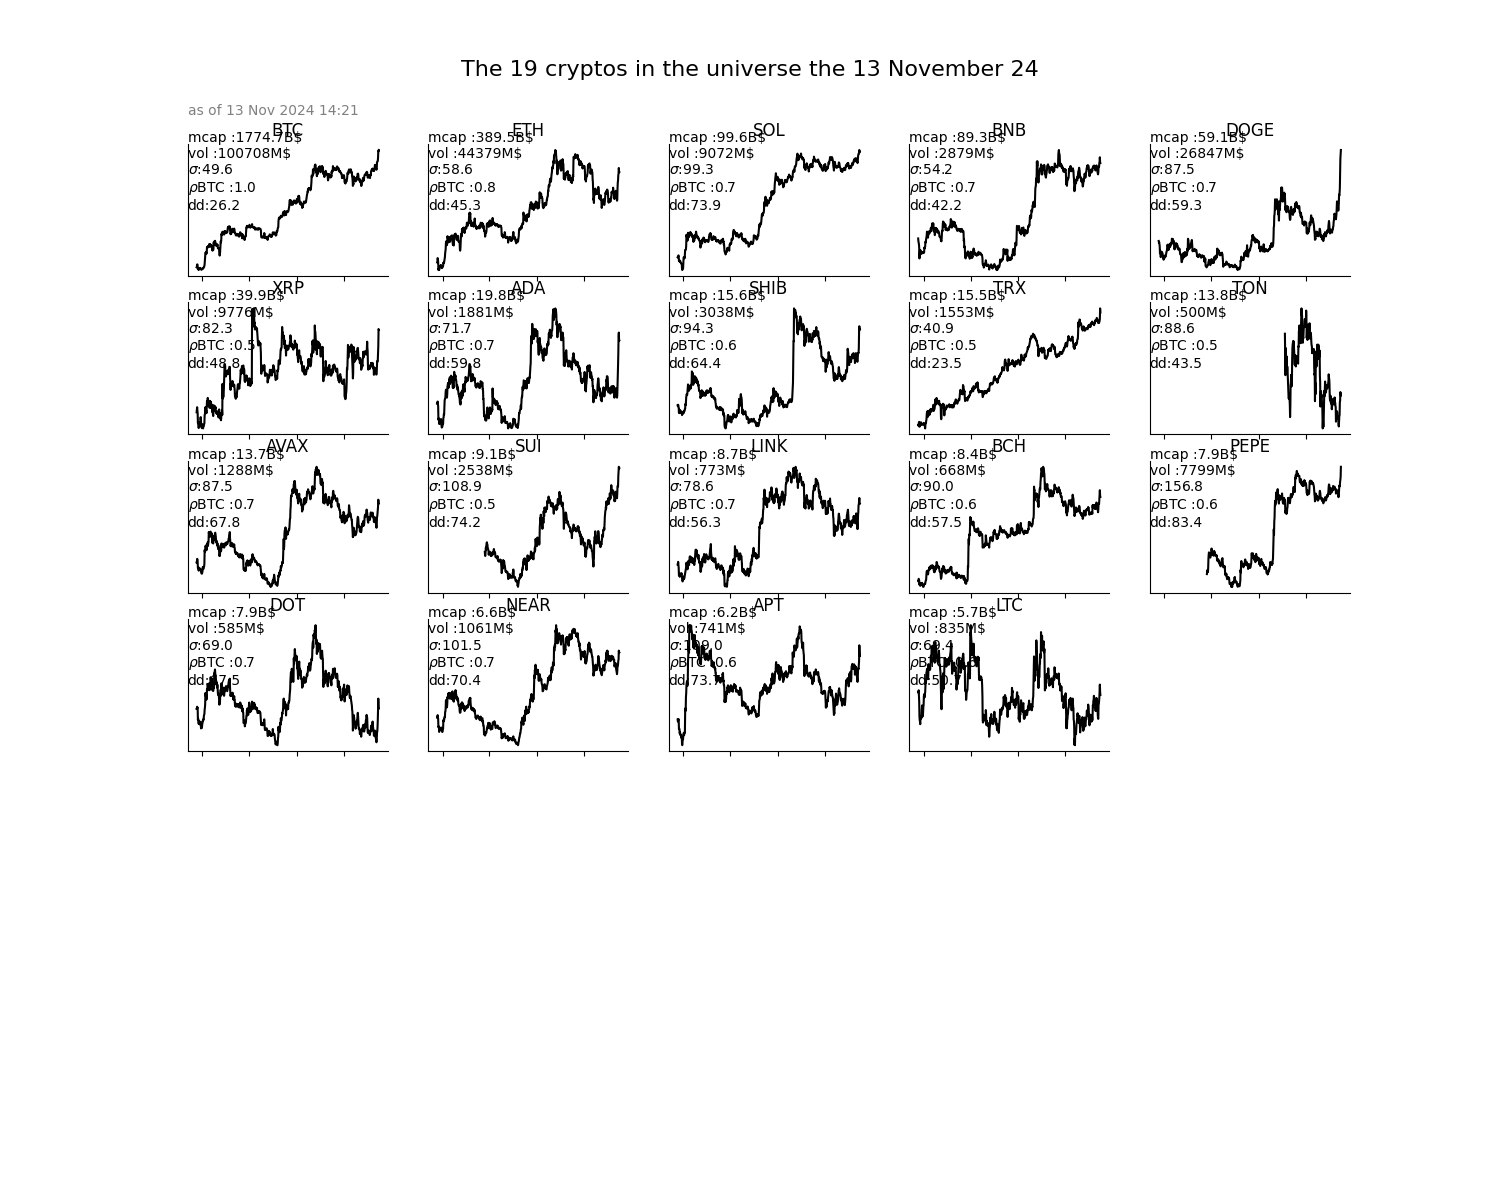 The 19 cryptos in the universe the 13 November 24
as of 13 Nov 2024 14:21
BTC
mcap :1774.7B$
vol :100708M$
σ:49.6
ρBTC :1.0
dd:26.2
ETH
mcap :389.5B$
vol :44379M$
σ:58.6
ρBTC :0.8
dd:45.3
SOL
mcap :99.6B$
vol :9072M$
σ:99.3
ρBTC :0.7
dd:73.9
BNB
mcap :89.3B$
vol :2879M$
σ:54.2
ρBTC :0.7
dd:42.2
DOGE
mcap :59.1B$
vol :26847M$
σ:87.5
ρBTC :0.7
dd:59.3
XRP
mcap :39.9B$
vol :9776M$
σ:82.3
ρBTC :0.5
dd:48.8
ADA
mcap :19.8B$
vol :1881M$
σ:71.7
ρBTC :0.7
dd:59.8
SHIB
mcap :15.6B$
vol :3038M$
σ:94.3
ρBTC :0.6
dd:64.4
TRX
mcap :15.5B$
vol :1553M$
σ:40.9
ρBTC :0.5
dd:23.5
TON
mcap :13.8B$
vol :500M$
σ:88.6
ρBTC :0.5
dd:43.5
AVAX
mcap :13.7B$
vol :1288M$
σ:87.5
ρBTC :0.7
dd:67.8
SUI
mcap :9.1B$
vol :2538M$
σ:108.9
ρBTC :0.5
dd:74.2
LINK
mcap :8.7B$
vol :773M$
σ:78.6
ρBTC :0.7
dd:56.3
BCH
mcap :8.4B$
vol :668M$
σ:90.0
ρBTC :0.6
dd:57.5
PEPE
mcap :7.9B$
vol :7799M$
σ:156.8
ρBTC :0.6
dd:83.4
DOT
mcap :7.9B$
vol :585M$
σ:69.0
ρBTC :0.7
NEAR
mcap :6.6B$
vol :1061M$
σ:101.5
ρBTC :0.7
dd:70.4
APT
mcap :6.2B$
vol :741M$
σ:109.0
ρBTC :0.6
LTC
mcap :5.7B$
vol :835M$
σ:69.4